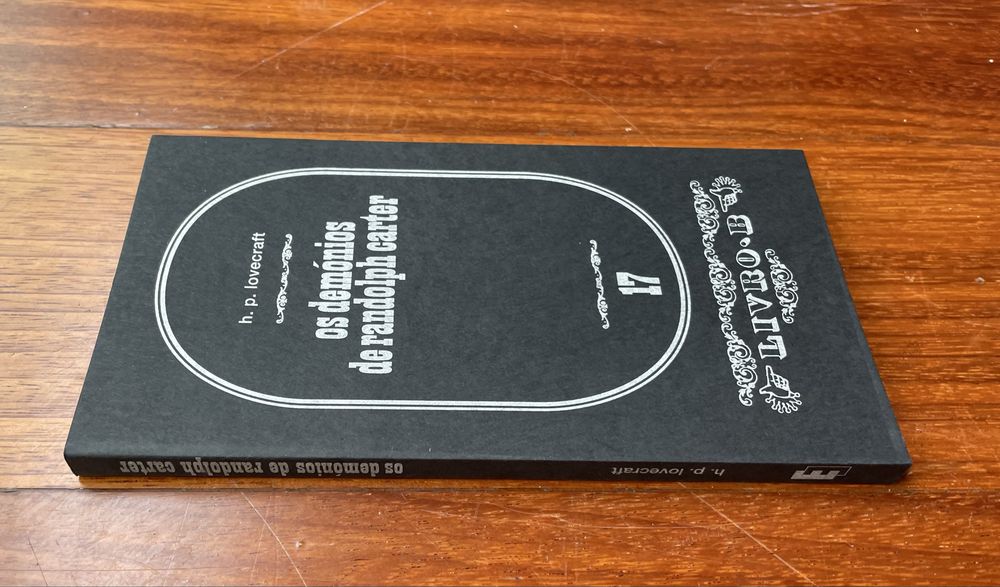 h. p. lovecraft
os demónios
de randolph carter
17
LIVRO·B
os demónios de randolph carter
h. p. lovecraft
E